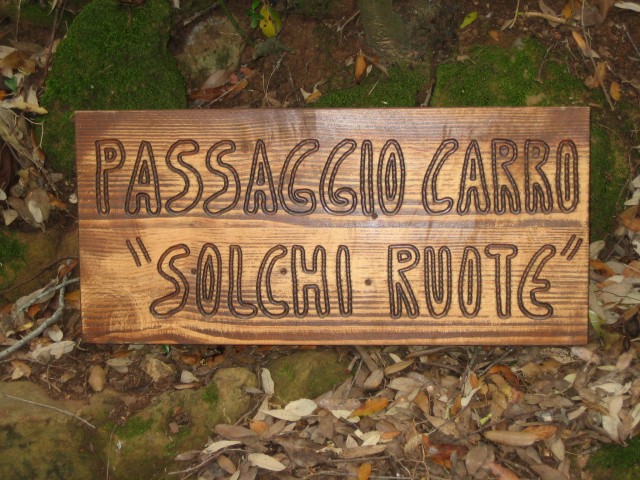 PASSAGGIO CARRO
"SOLCHI RUOTE"